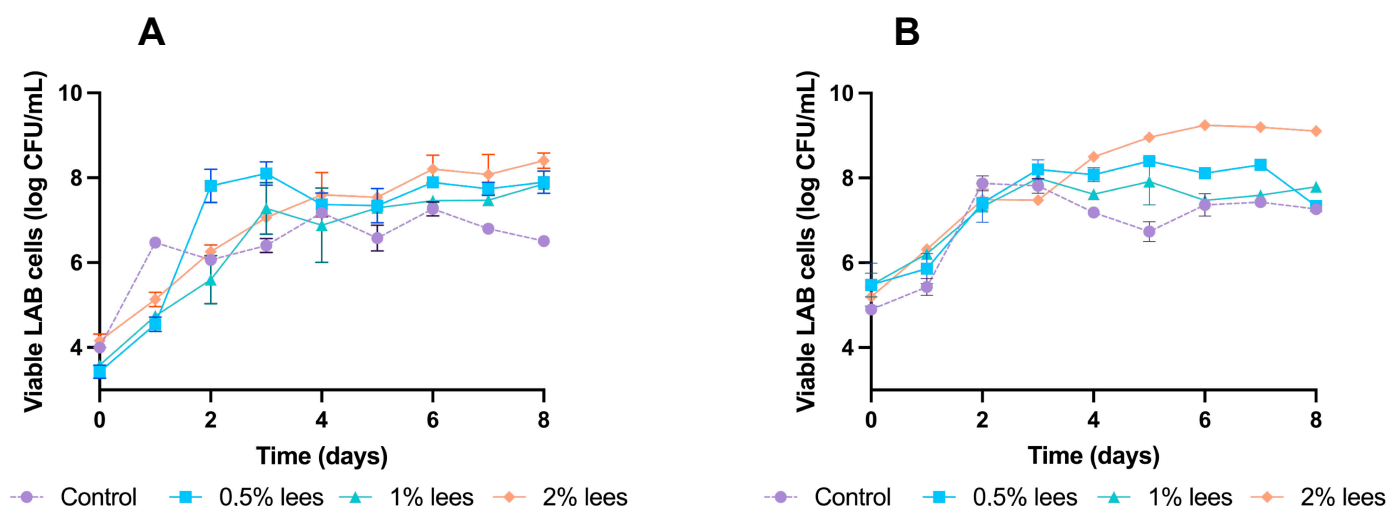 A
Viable LAB cells (log CFU/mL)
10
8
6
4
0 2 4 6 8
Time (days)
Control 0.5% lees 1% lees 2% lees
B
Viable LAB cells (log CFU/mL)
10
8
6
4
0 2 4 6 8
Time (days)
Control 0.5% lees 1% lees 2% lees